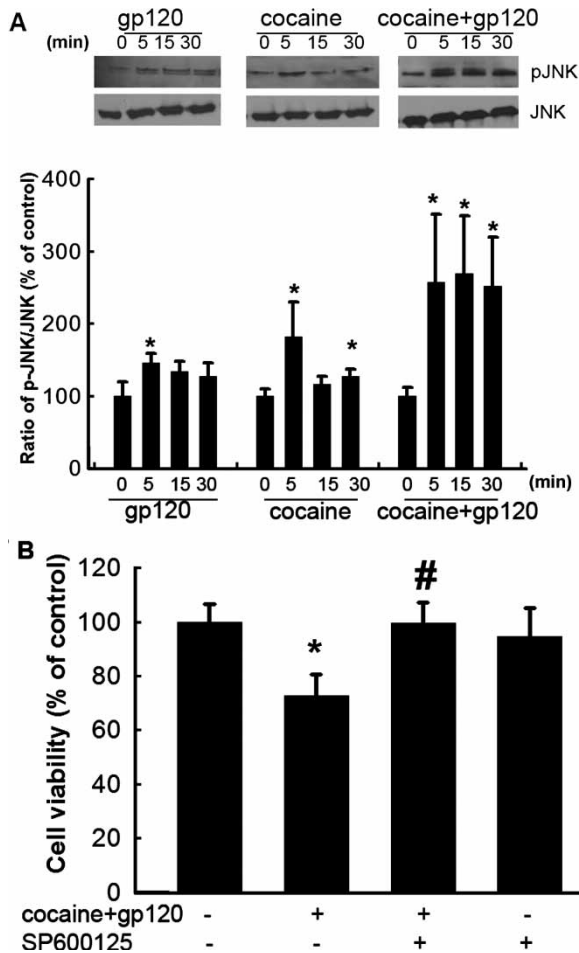 A
gp120 cocaine cocaine+gp120
(min) 0 5 15 30 0 5 15 30 0 5 15 30
pJNK
JNK
Ratio of p-JNK/JNK (% of control)
400
300
200
100
0
* * * * * *
0 5 15 30 0 5 15 30 0 5 15 30 (min)
gp120 cocaine cocaine+gp120
B
Cell viability (% of control)
120
100
80
60
40
20
0
* #
cocaine+gp120 - + + -
SP600125 - - + +